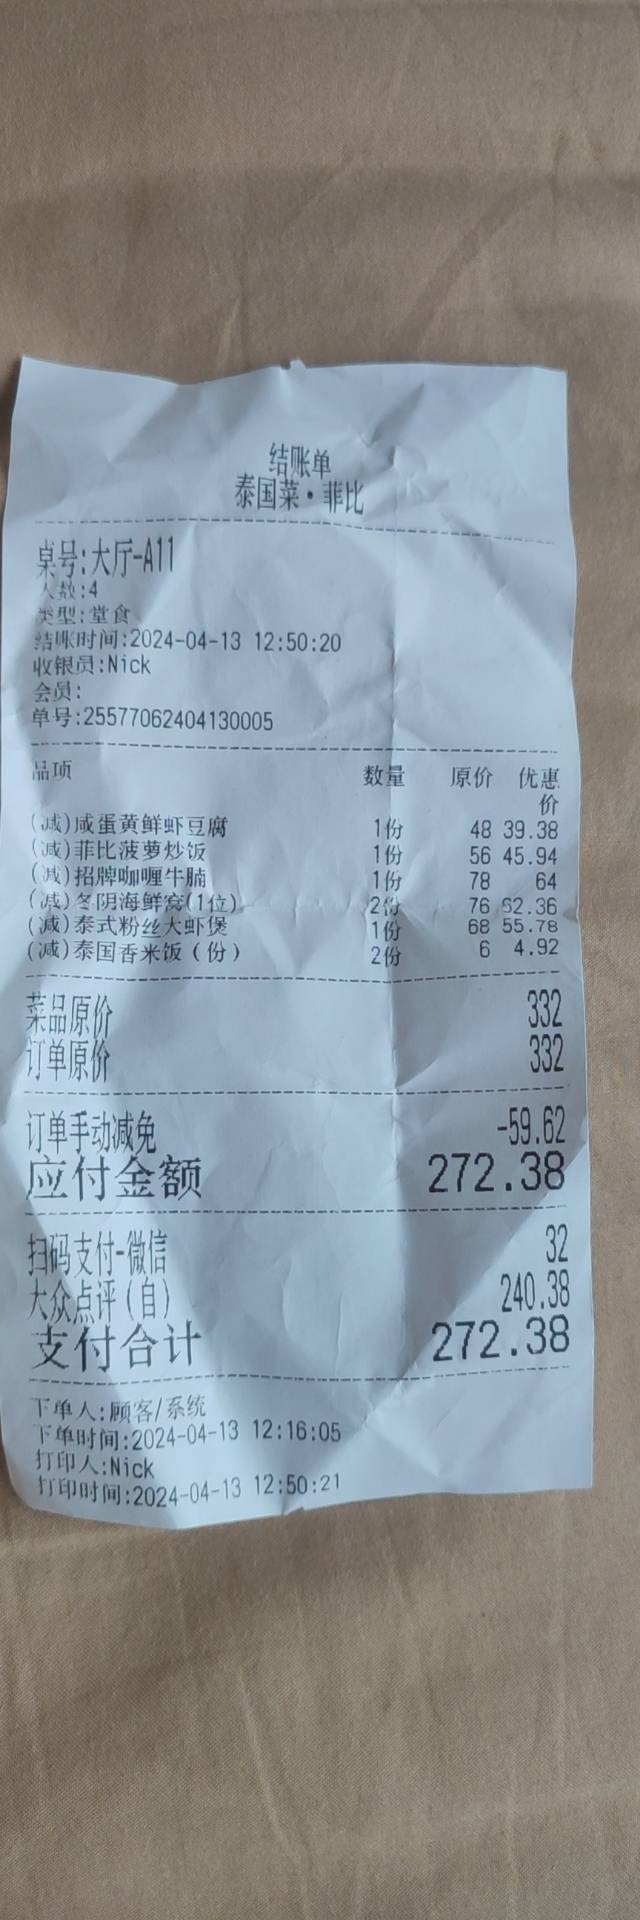 结账单
泰国菜·菲比
桌号:大厅-A11
人数:4
类型:堂食
结账时间:2024-04-13 12:50:20
收银员:Nick
会员:
单号:25577062404130005
品项 数量 原价 优惠价
(减)咸蛋黄鲜虾豆腐 1份 48 39.38
(减)菲比菠萝炒饭 1份 56 45.94
(减)招牌咖喱牛腩 1份 78 64
(减)冬阴海鲜窝(1位) 2份 76 62.36
(减)泰式粉丝大虾煲 1份 68 55.78
(减)泰国香米饭(份) 2份 6 4.92
菜品原价 332
订单原价 332
订单手动减免 -59.62
应付金额 272.38
扫码支付-微信 32
大众点评(自) 240.38
支付合计 272.38
下单人:顾客/系统
下单时间:2024-04-13 12:16:05
打印人:Nick
打印时间:2024-04-13 12:50:21